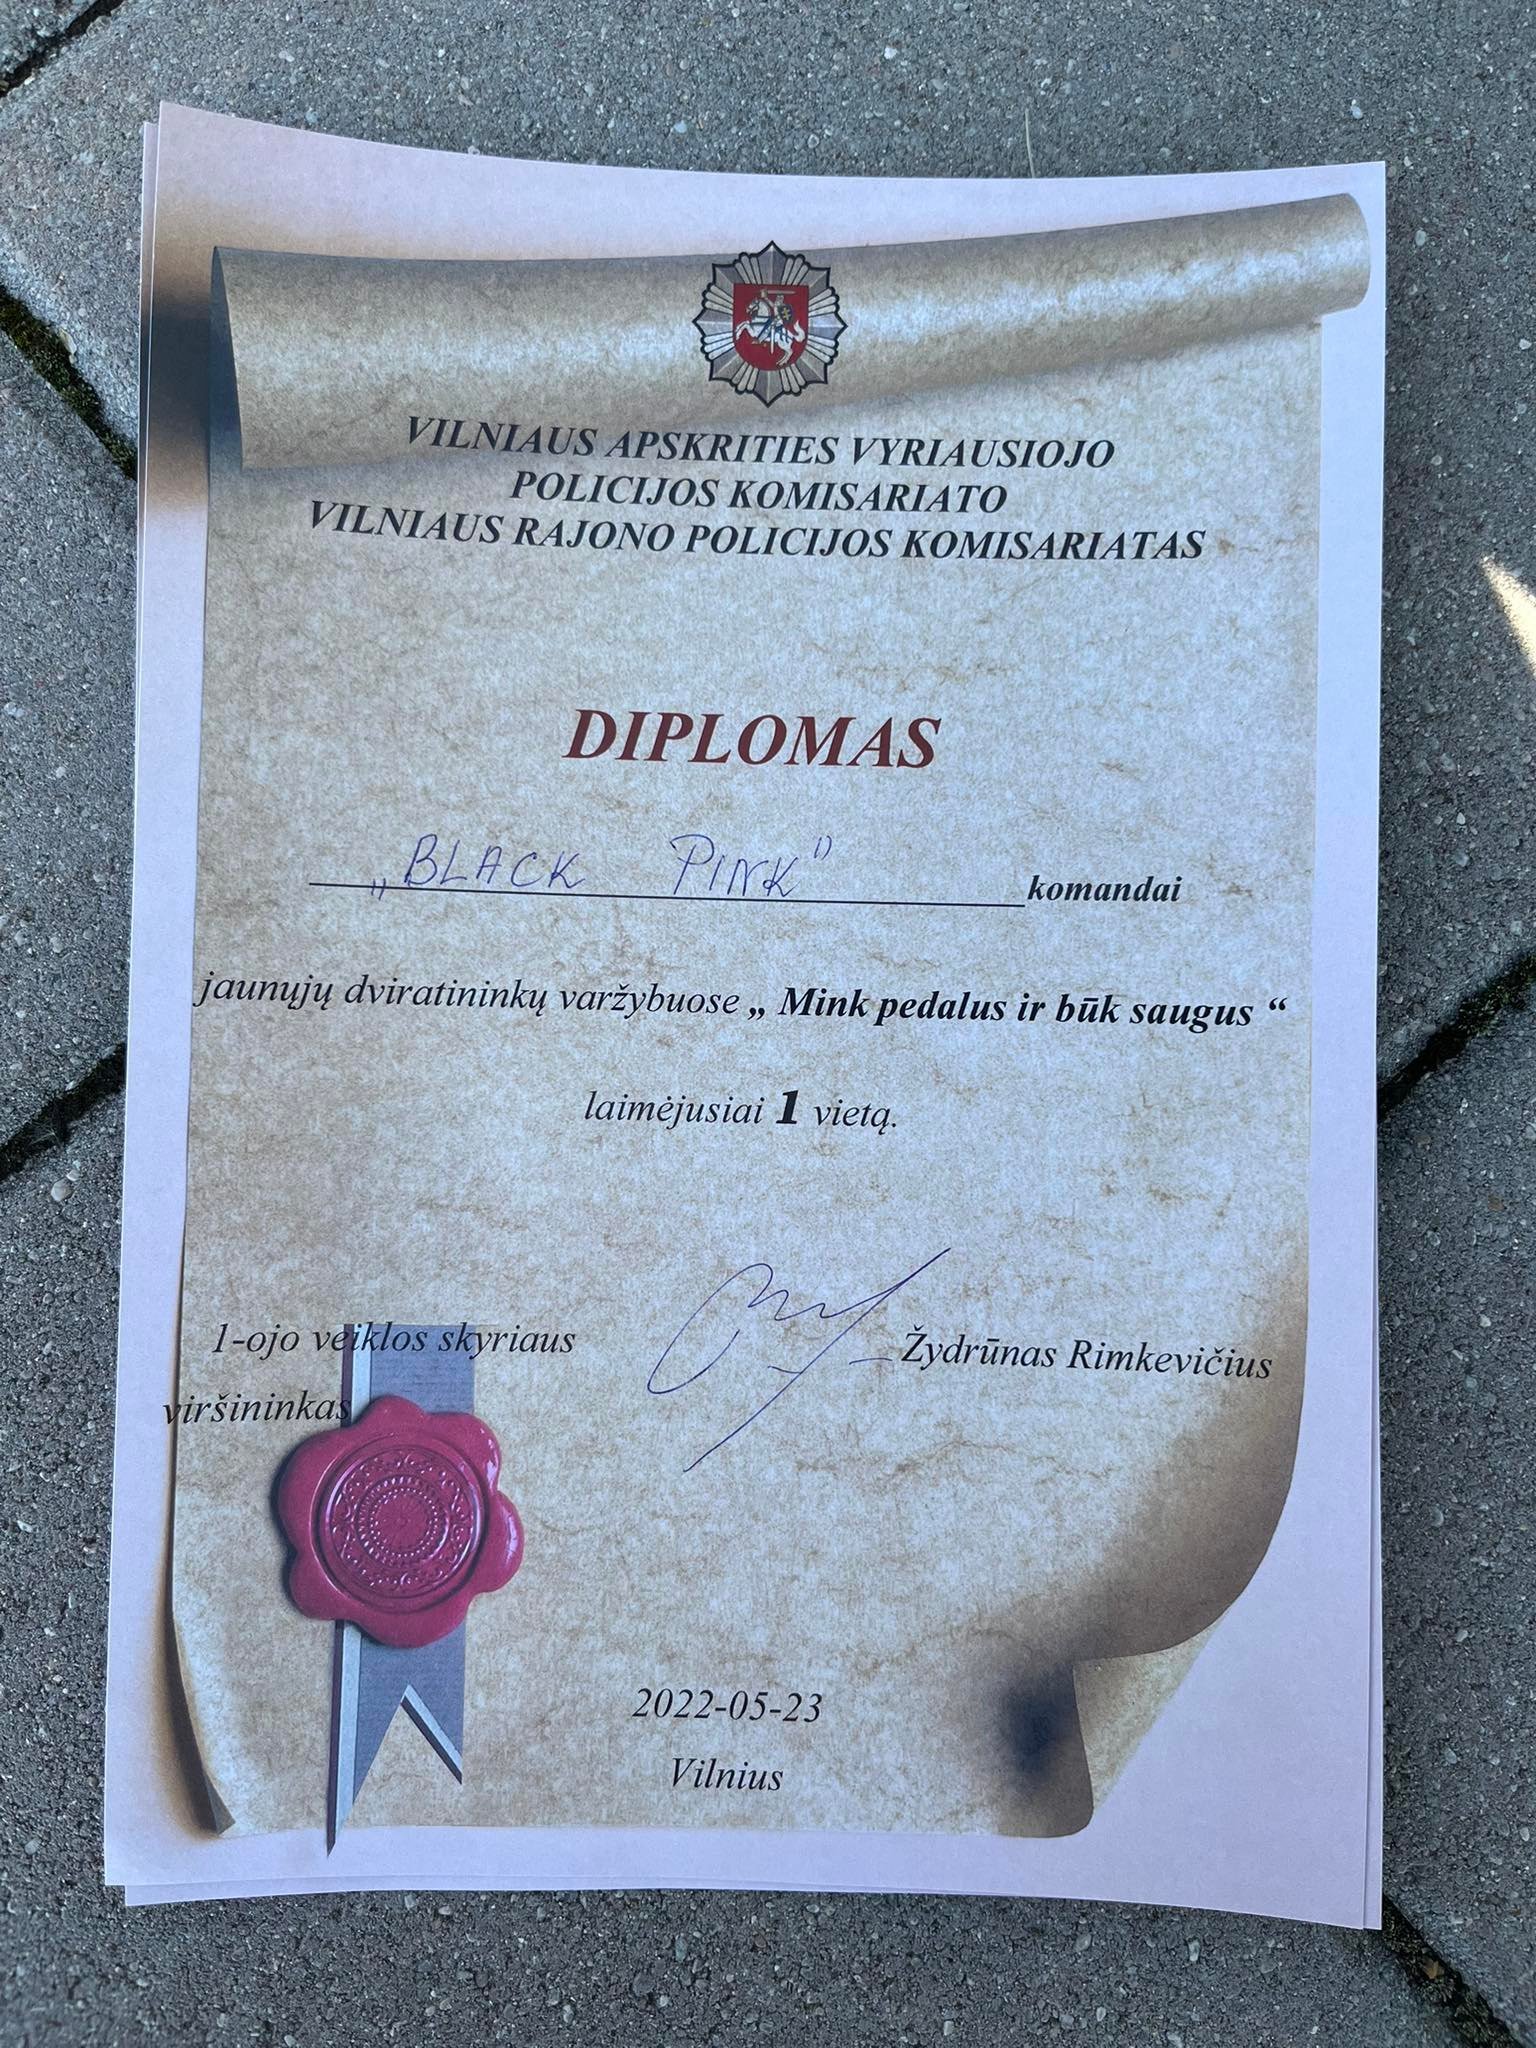 VILNIAUS APSKRITIES VYRIAUSIOJO
POLICIJOS KOMISARIATO
VILNIAUS RAJONO POLICIJOS KOMISARIATAS
DIPLOMAS
„BLACK PINK" komandai
jaunųjų dviratininkų varžybuose „ Mink pedalus ir būk saugus “
laimėjusiai 1 vietą.
1-ojo veiklos skyriaus
viršininkas
Žydrūnas Rimkevičius
2022-05-23
Vilnius